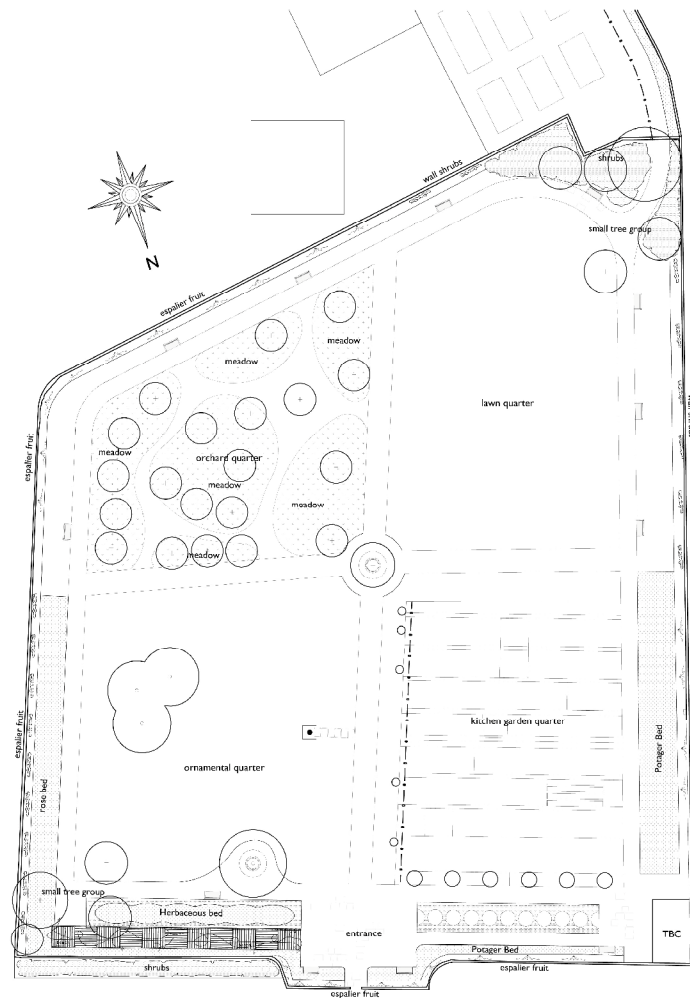 wall shrubs
shrubs
small tree group
N
espalier fruit
meadow
meadow
lawn quarter
espalier fruit
meadow
orchard quarter
meadow
meadow
meadow
espalier fruit
kitchen garden quarter
Potager Bed
ornamental quarter
rose bed
small tree group
Herbaceous bed
entrance
TBC
Potager Bed
shrubs
espalier fruit
espalier fruit